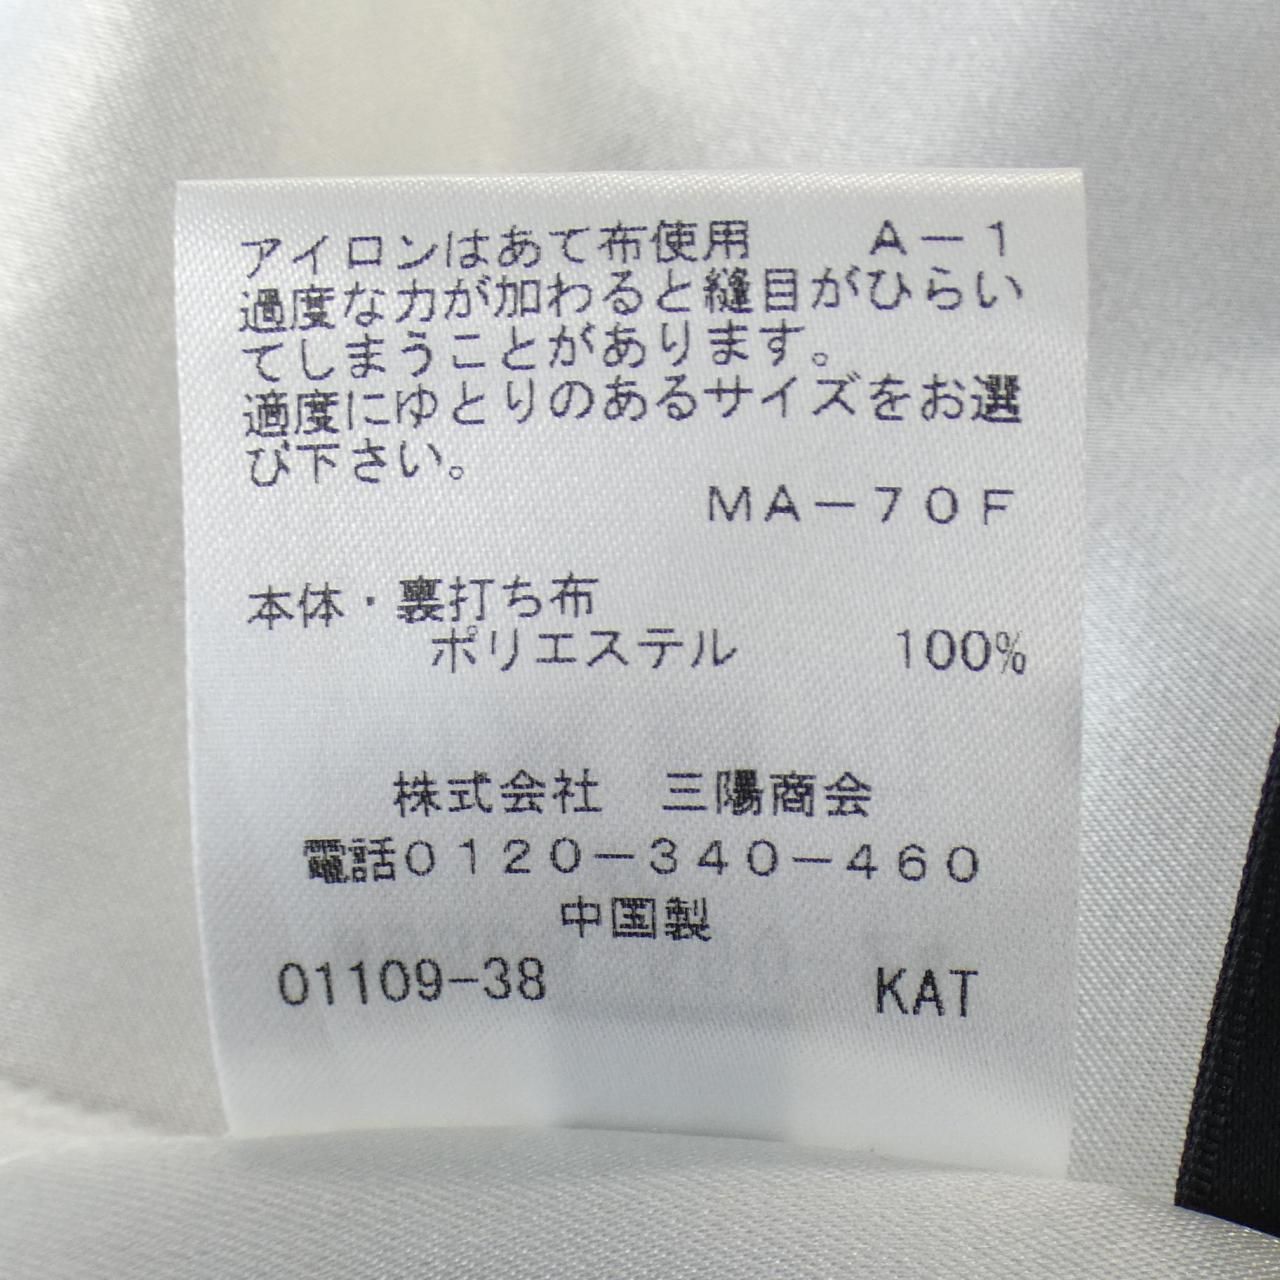 アイロンはあて布使用　　Ａ－１
過度な力が加わると縫目がひらい
てしまうことがあります。
適度にゆとりのあるサイズをお選
び下さい。
ＭＡ－７０Ｆ
本体・裏打ち布
ポリエステル　　　100%
株式会社　三陽商会
電話０１２０－３４０－４６０
中国製
01109-38　　　KAT